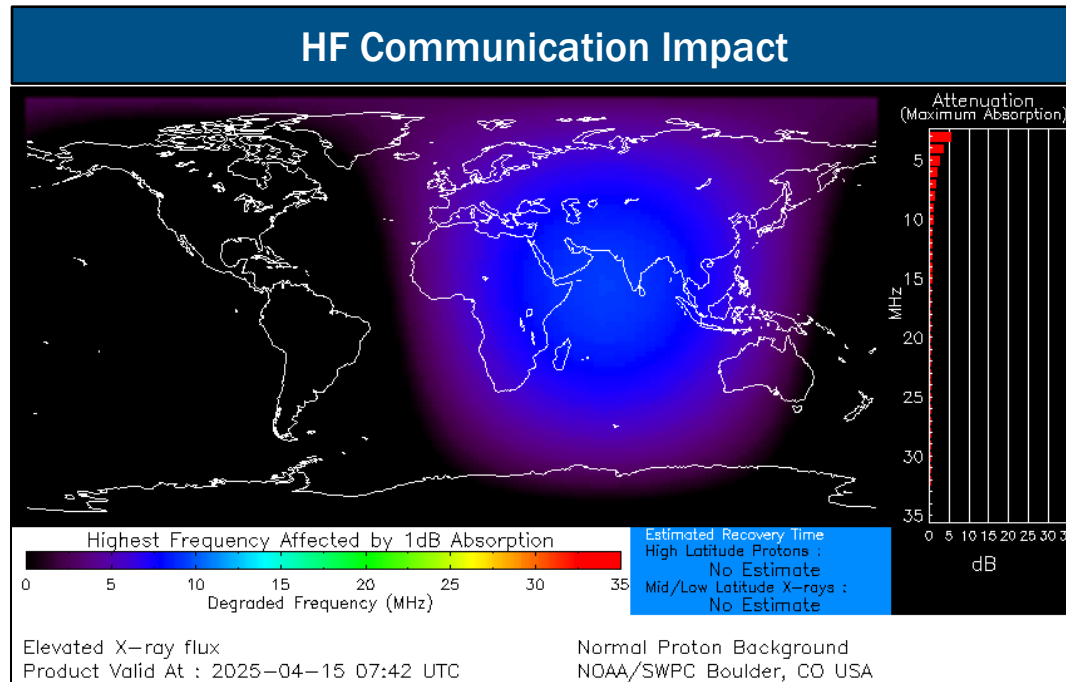 HF Communication Impact
Attenuation
(Maximum Absorption)
5
10
15
20
25
30
35
MHz
0 5 10 15 20 25 30 35
dB
Highest Frequency Affected by 1dB Absorption
0 5 10 15 20 25 30 35
Degraded Frequency (MHz)
Estimated Recovery Time
High Latitude Protons :
No Estimate
Mid/Low Latitude X-rays :
No Estimate
Elevated X-ray flux
Product Valid At : 2025-04-15 07:42 UTC
Normal Proton Background
NOAA/SWPC Boulder, CO USA